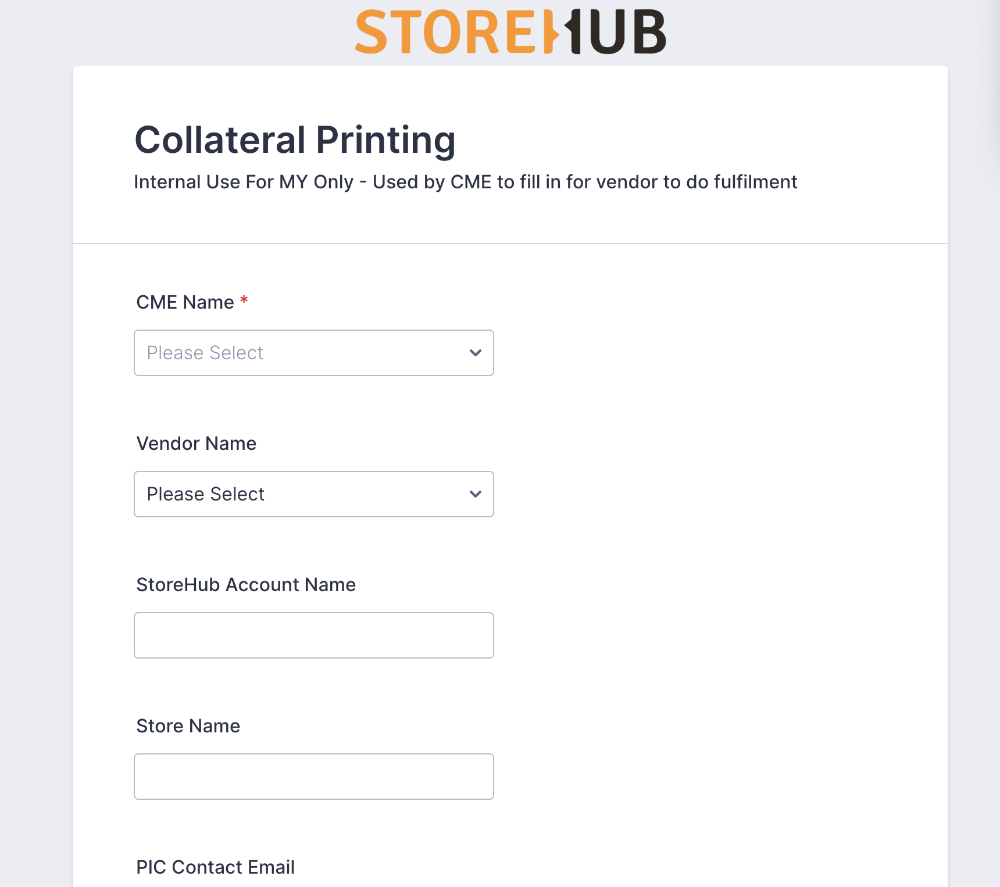 STOREHUB
Collateral Printing
Internal Use For MY Only - Used by CME to fill in for vendor to do fulfilment
CME Name *
Please Select
Vendor Name
Please Select
StoreHub Account Name
Store Name
PIC Contact Email